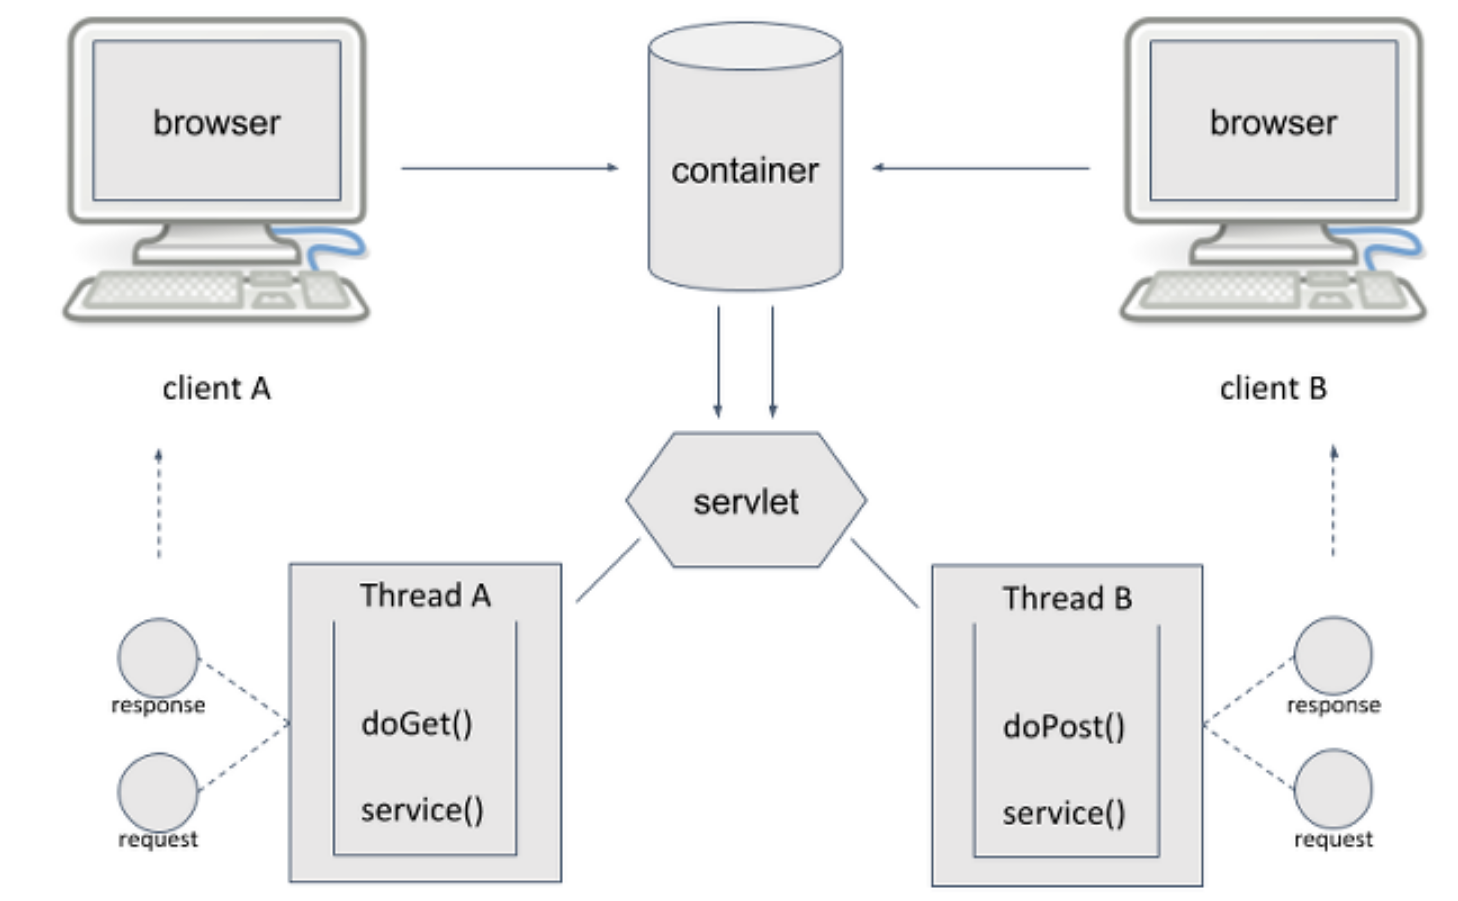 browser
container
browser
client A
client B
servlet
Thread A
doGet()
service()
response
request
Thread B
doPost()
service()
response
request